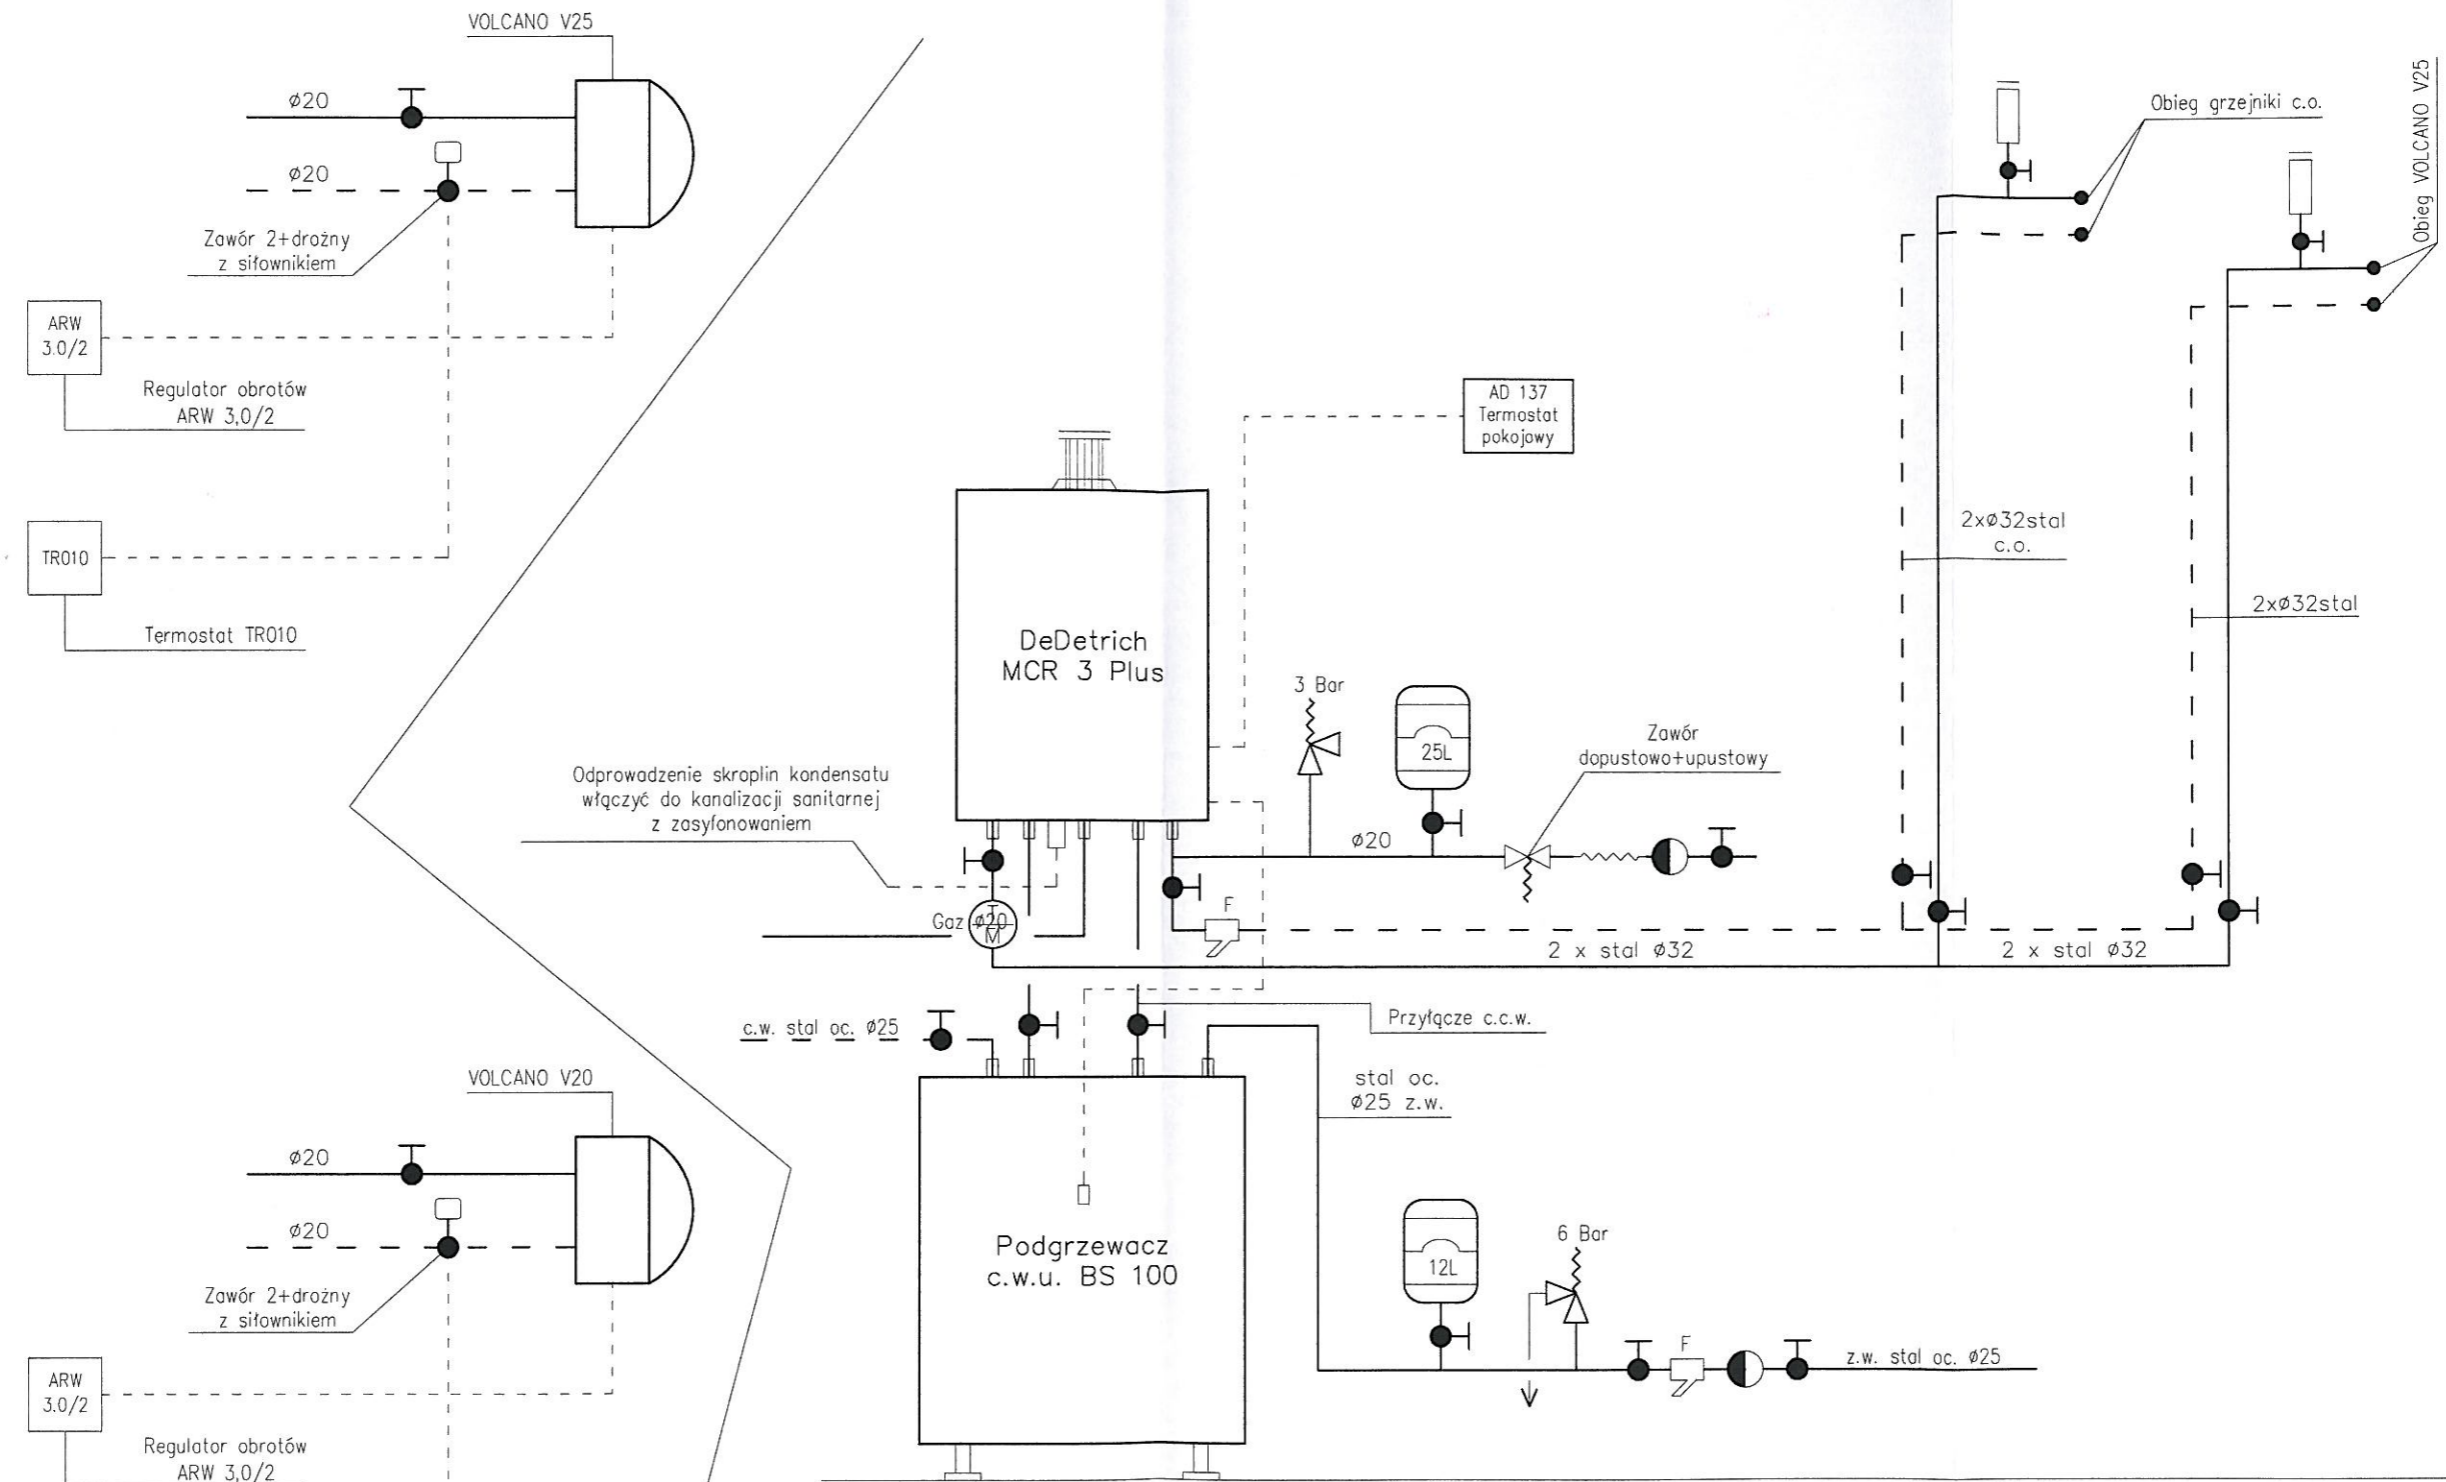 VOLCANO V25
ø20
ø20
Zawór 2+drożny
z siłownikiem
ARW
3.0/2
Regulator obrotów
ARW 3,0/2
TR010
Termostat TR010
Obieg grzejniki c.o.
Obieg VOLCANO V25
AD 137
Termostat
pokojowy
2xø32stal
c.o.
2xø32stal
DeDetrich
MCR 3 Plus
3 Bar
25L
Zawór
dopustowo+upustowy
Odprowadzenie skroplin kondensatu
włączyć do kanalizacji sanitarnej
z zasyfonowaniem
ø20
Gaz ø20
T
M
F
2 x stal ø32
2 x stal ø32
c.w. stal oc. ø25
Przyłącze c.c.w.
stal oc.
ø25 z.w.
VOLCANO V20
ø20
ø20
Zawór 2+drożny
z siłownikiem
ARW
3.0/2
Regulator obrotów
ARW 3,0/2
Podgrzewacz
c.w.u. BS 100
12L
6 Bar
F
z.w. stal oc. ø25